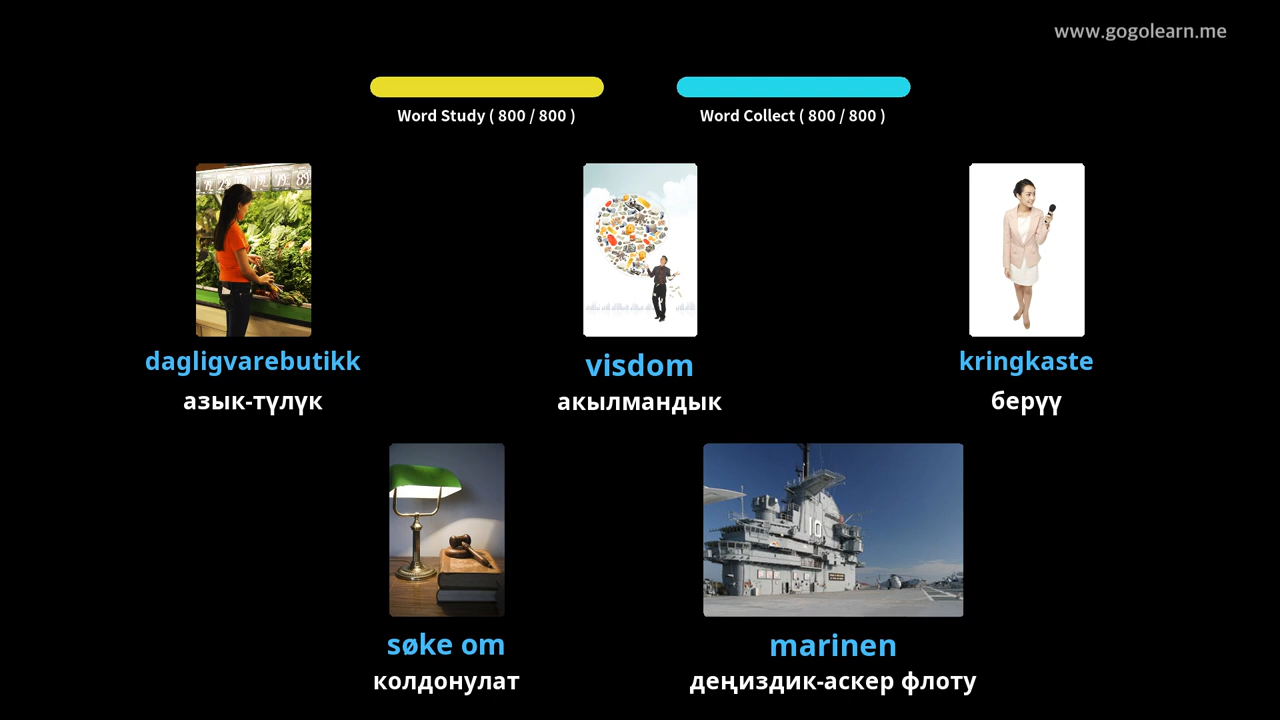 www.gogolearn.me
Word Study ( 800 / 800 )
Word Collect ( 800 / 800 )
dagligvarebutikk
visdom
kringkaste
азык-түлүк
акылмандык
берүү
10
søke om
marinen
колдонулат
деңиздик-аскер флоту